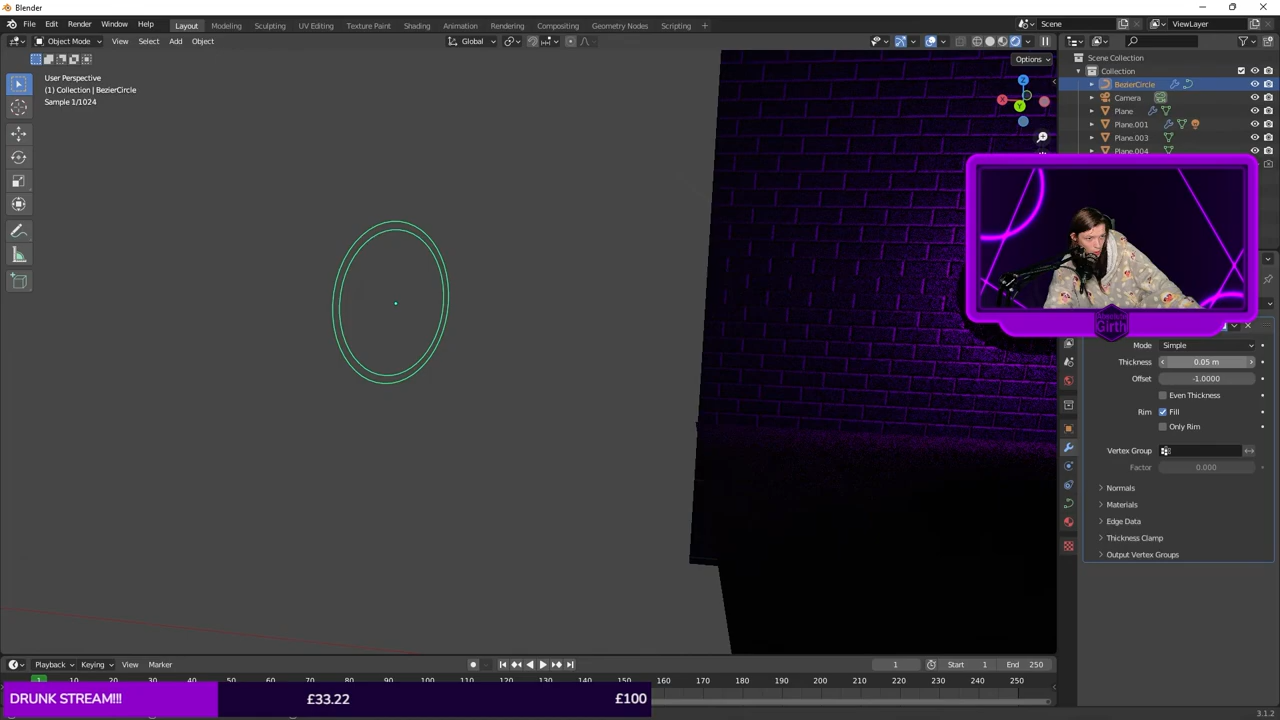 Blender
File Edit Render Window Help Layout Modeling Sculpting UV Editing Texture Paint Shading Animation Rendering Compositing Geometry Nodes Scripting + Scene ViewLayer
Object Mode View Select Add Object Global
Options
User Perspective
(1) Collection | BezierCircle
Sample 1/1024
Z
X
Y
Scene Collection
Collection
BezierCircle
Camera
Plane
Plane.001
Plane.003
Plane.004
Girth
Mode Simple
Thickness 0.05 m
Offset -1.0000
Even Thickness
Rim Fill
Only Rim
Vertex Group
Factor 0.000
Normals
Materials
Edge Data
Thickness Clamp
Output Vertex Groups
Playback Keying View Marker 1 Start 1 End 250
50 60 70 80 90 100 110 120 130 140 150 160 170 180 190 200 210 220 230 240 250
DRUNK STREAM!!! £33.22 £100
3.1.2